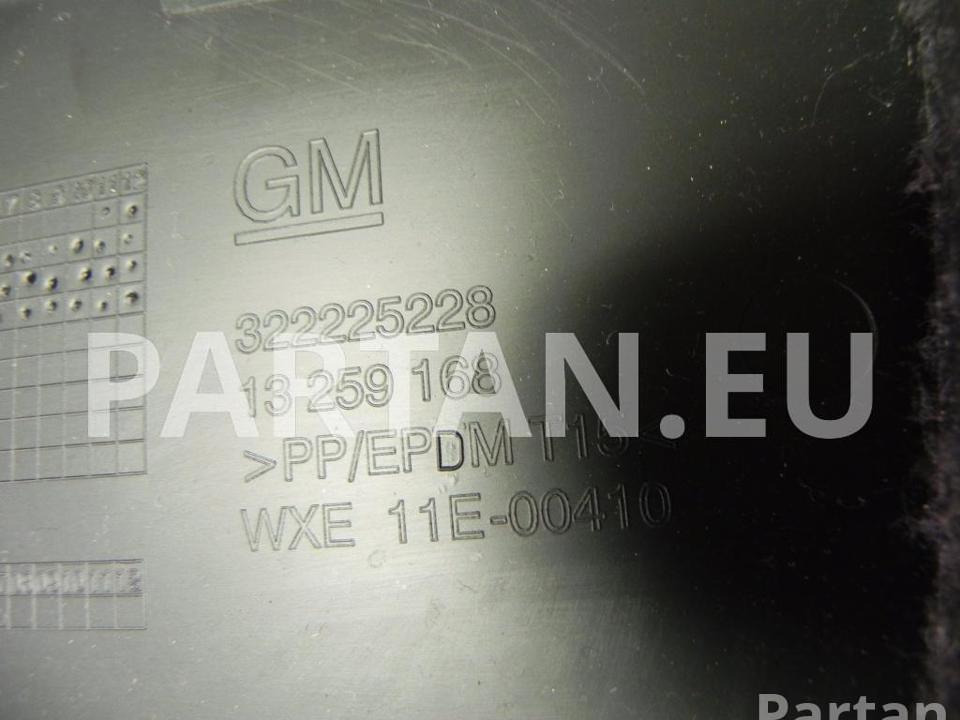 GM
322225228
13 259 168
>PP/EPDM T15<
WXE 11E-00410
PARTAN.EU
Partan